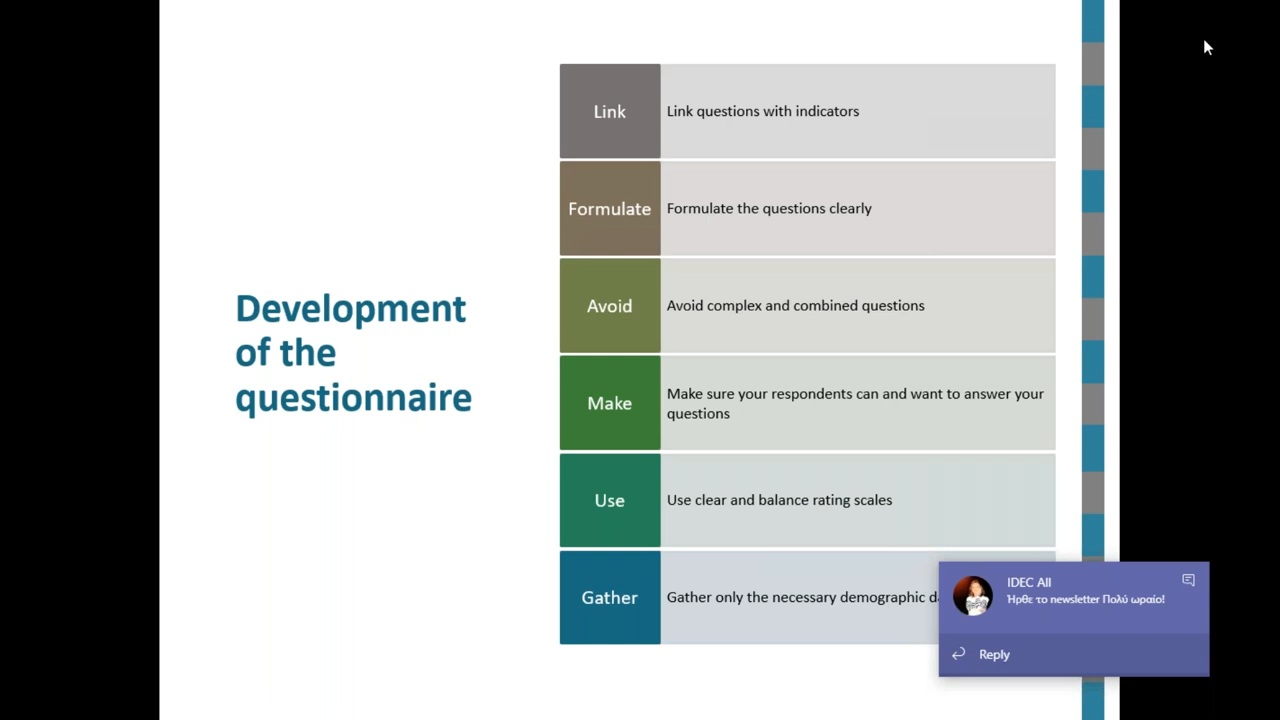 Development
of the
questionnaire
Link
Link questions with indicators
Formulate
Formulate the questions clearly
Avoid
Avoid complex and combined questions
Make
Make sure your respondents can and want to answer your
questions
Use
Use clear and balance rating scales
Gather
Gather only the necessary demographic
IDEC All
Ήρθε το newsletter Πολύ ωραίο!
Reply